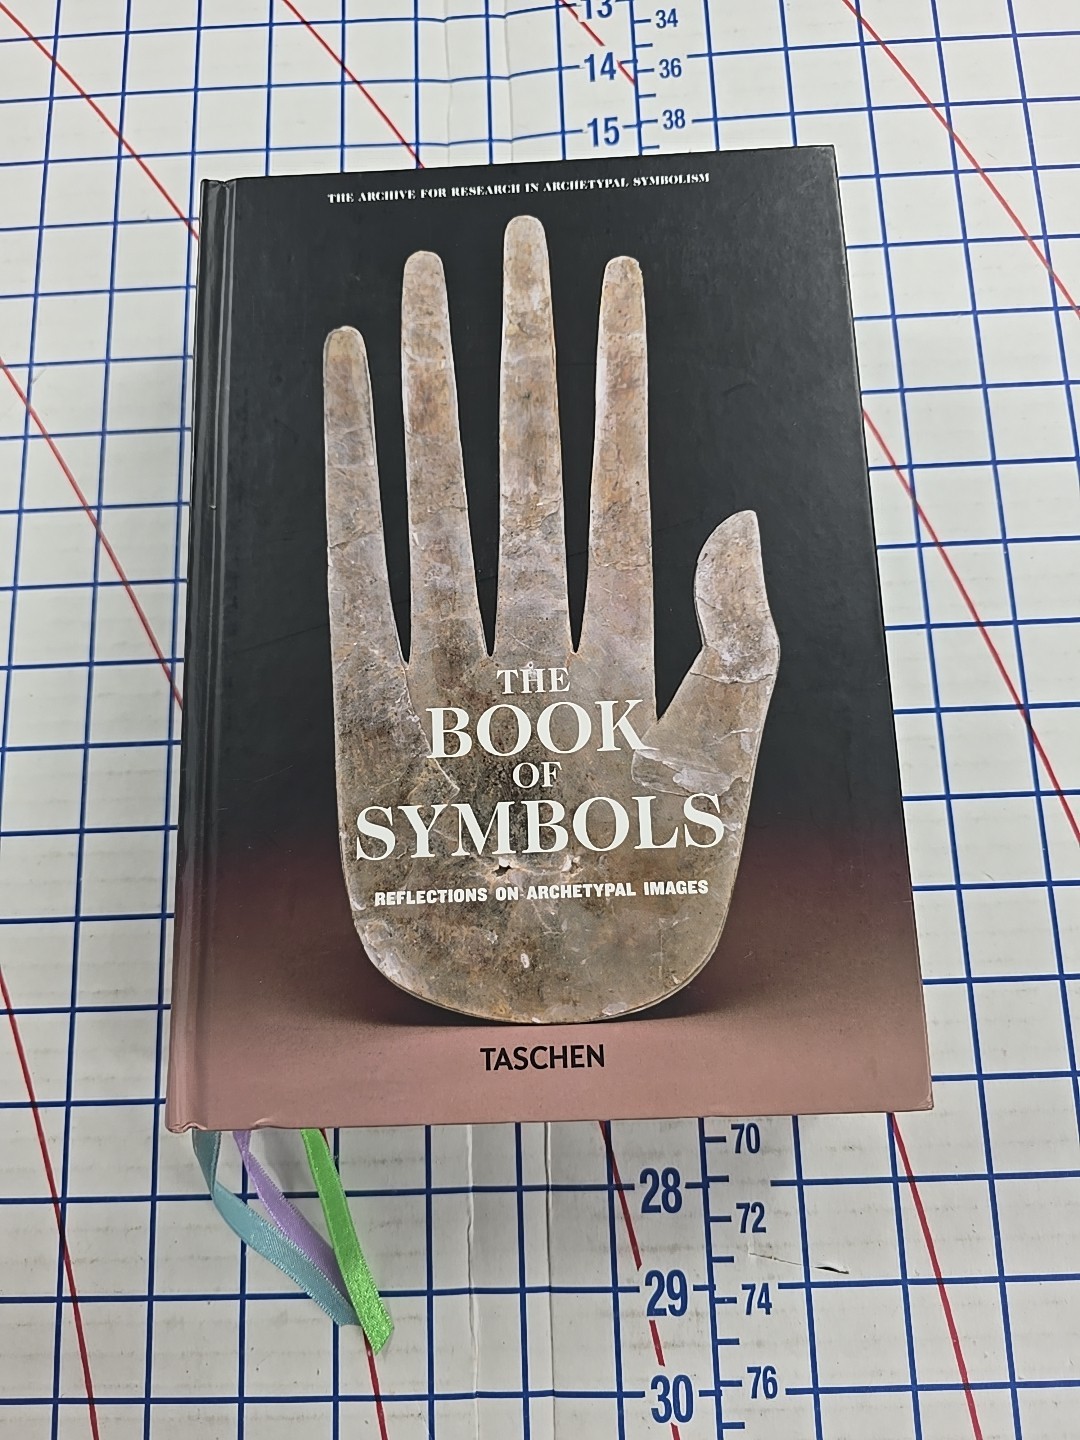 13
34
14
36
15
38
THE ARCHIVE FOR RESEARCH IN ARCHETYPAL SYMBOLISM
THE
BOOK
OF
SYMBOLS
REFLECTIONS ON ARCHETYPAL IMAGES
TASCHEN
70
28
72
29
74
30
76